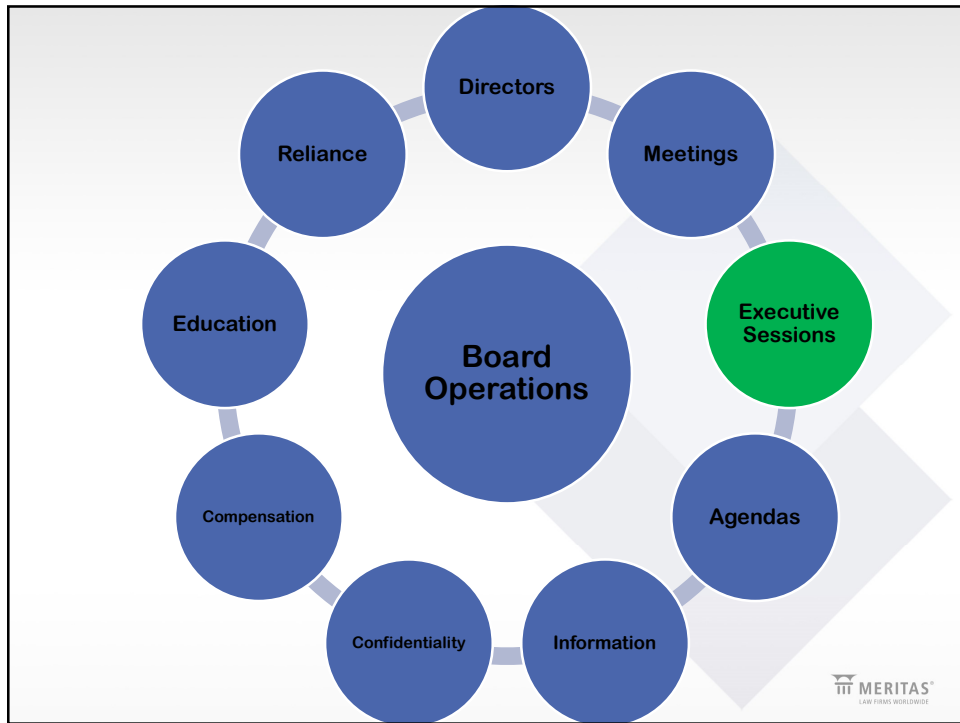 Directors
Meetings
Executive
Sessions
Agendas
Information
Confidentiality
Compensation
Education
Reliance
Board
Operations
MERITAS®
LAW FIRMS WORLDWIDE